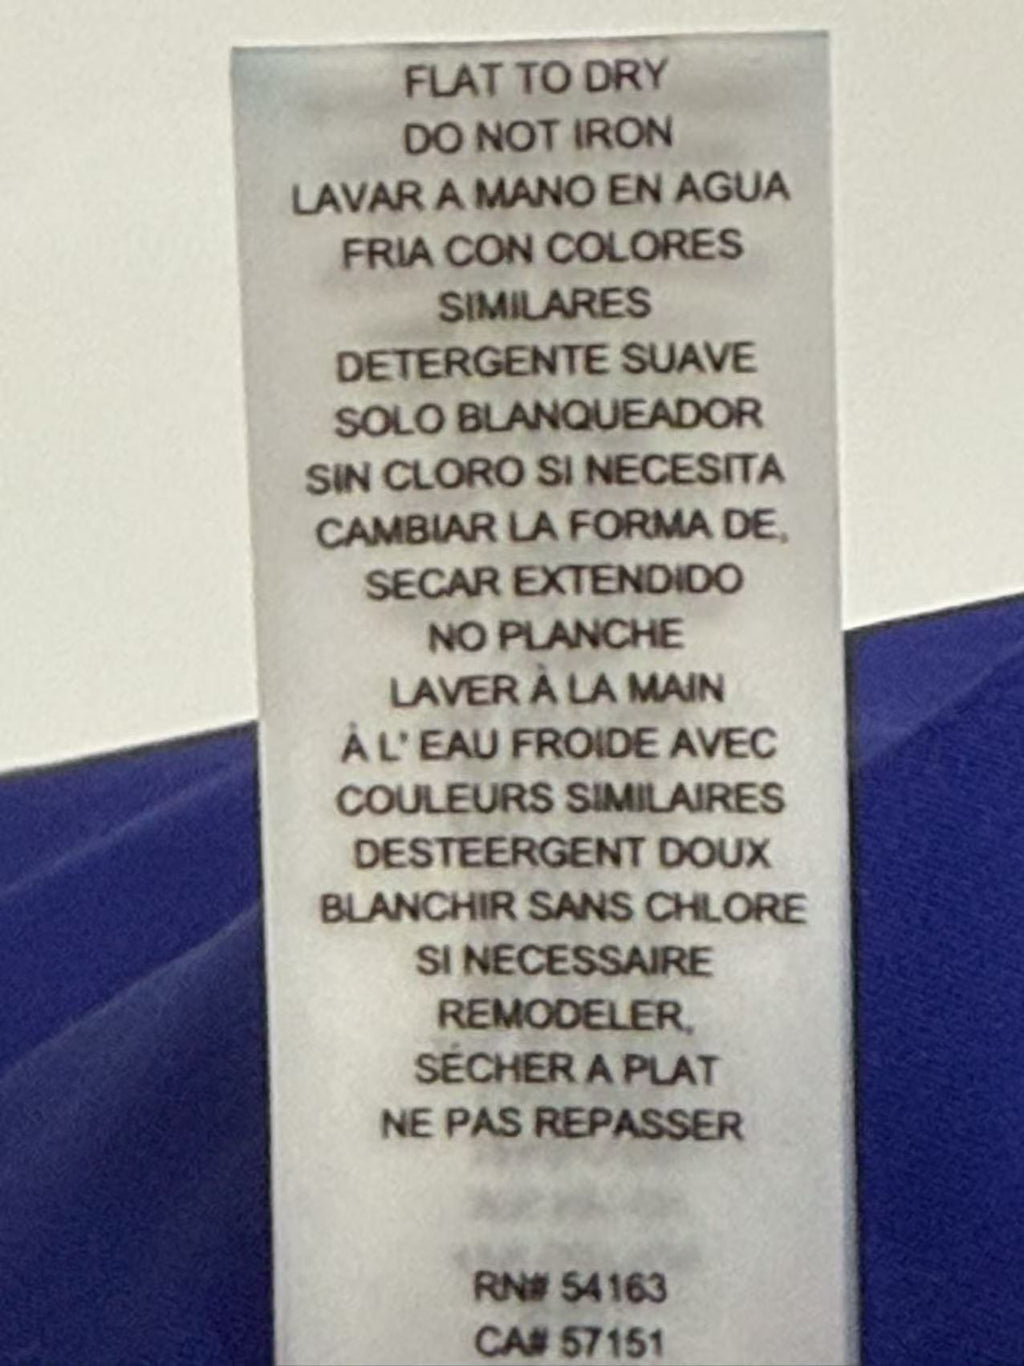 FLAT TO DRY
DO NOT IRON
LAVAR A MANO EN AGUA
FRIA CON COLORES
SIMILARES
DETERGENTE SUAVE
SOLO BLANQUEADOR
SIN CLORO SI NECESITA
CAMBIAR LA FORMA DE,
SECAR EXTENDIDO
NO PLANCHE
LAVER À LA MAIN
À L' EAU FROIDE AVEC
COULEURS SIMILAIRES
DESTEERGENT DOUX
BLANCHIR SANS CHLORE
SI NECESSAIRE
REMODELER,
SÉCHER A PLAT
NE PAS REPASSER
RN# 54163
CA# 57151